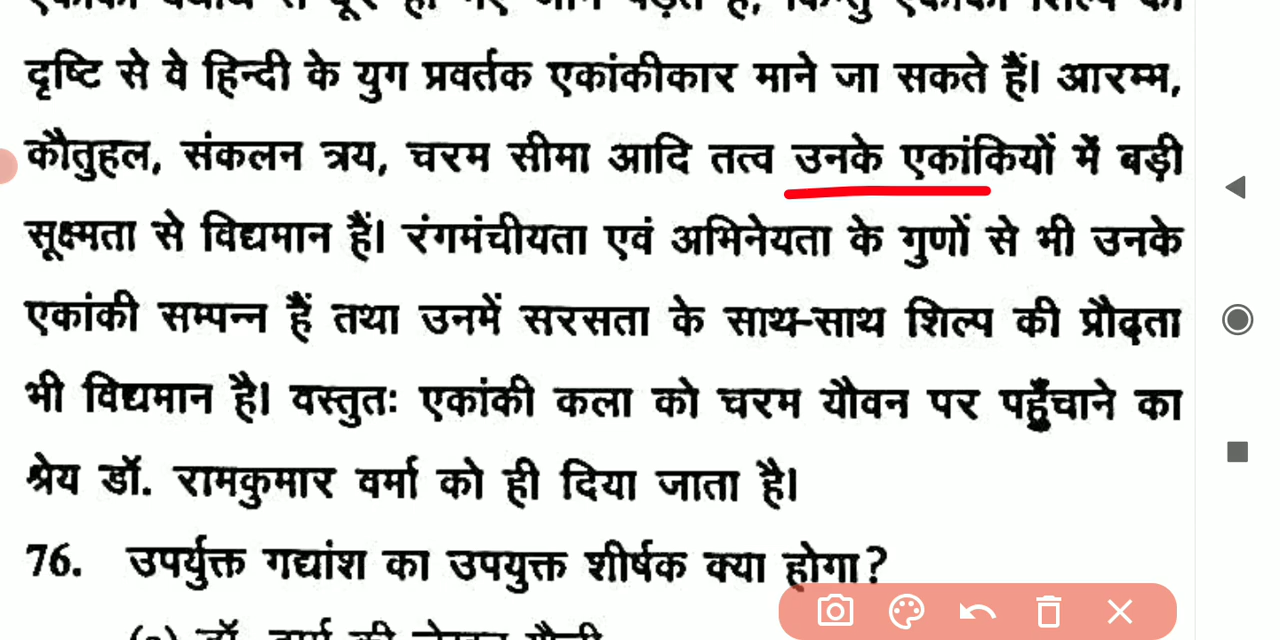 दृष्टि से वे हिन्दी के युग प्रवर्तक एकांकीकार माने जा सकते हैं। आरम्भ,
कौतुहल, संकलन त्रय, चरम सीमा आदि तत्व उनके एकांकियों में बड़ी
सूक्ष्मता से विद्यमान हैं। रंगमंचीयता एवं अभिनेयता के गुणों से भी उनके
एकांकी सम्पन्न हैं तथा उनमें सरसता के साथ-साथ शिल्प की प्रौढ़ता
भी विद्यमान है। वस्तुतः एकांकी कला को चरम यौवन पर पहुँचाने का
श्रेय डॉ. रामकुमार वर्मा को ही दिया जाता है।
76. उपर्युक्त गद्यांश का उपयुक्त शीर्षक क्या होगा?